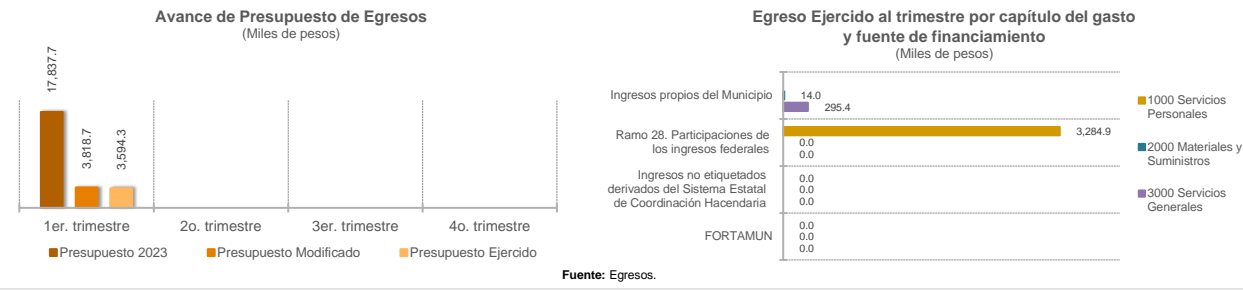 Avance de Presupuesto de Egresos
(Miles de pesos)
17,837.7
3,818.7
3,594.3
1er. trimestre
2o. trimestre
3er. trimestre
4o. trimestre
Presupuesto 2023
Presupuesto Modificado
Presupuesto Ejercido
Egreso Ejercido al trimestre por capítulo del gasto
y fuente de financiamiento
(Miles de pesos)
Ingresos propios del Municipio
14.0
295.4
Ramo 28. Participaciones de
los ingresos federales
3,284.9
0.0
0.0
Ingresos no etiquetados
derivados del Sistema Estatal
de Coordinación Hacendaria
0.0
0.0
0.0
FORTAMUN
0.0
0.0
0.0
1000 Servicios
Personales
2000 Materiales y
Suministros
3000 Servicios
Generales
Fuente: Egresos.